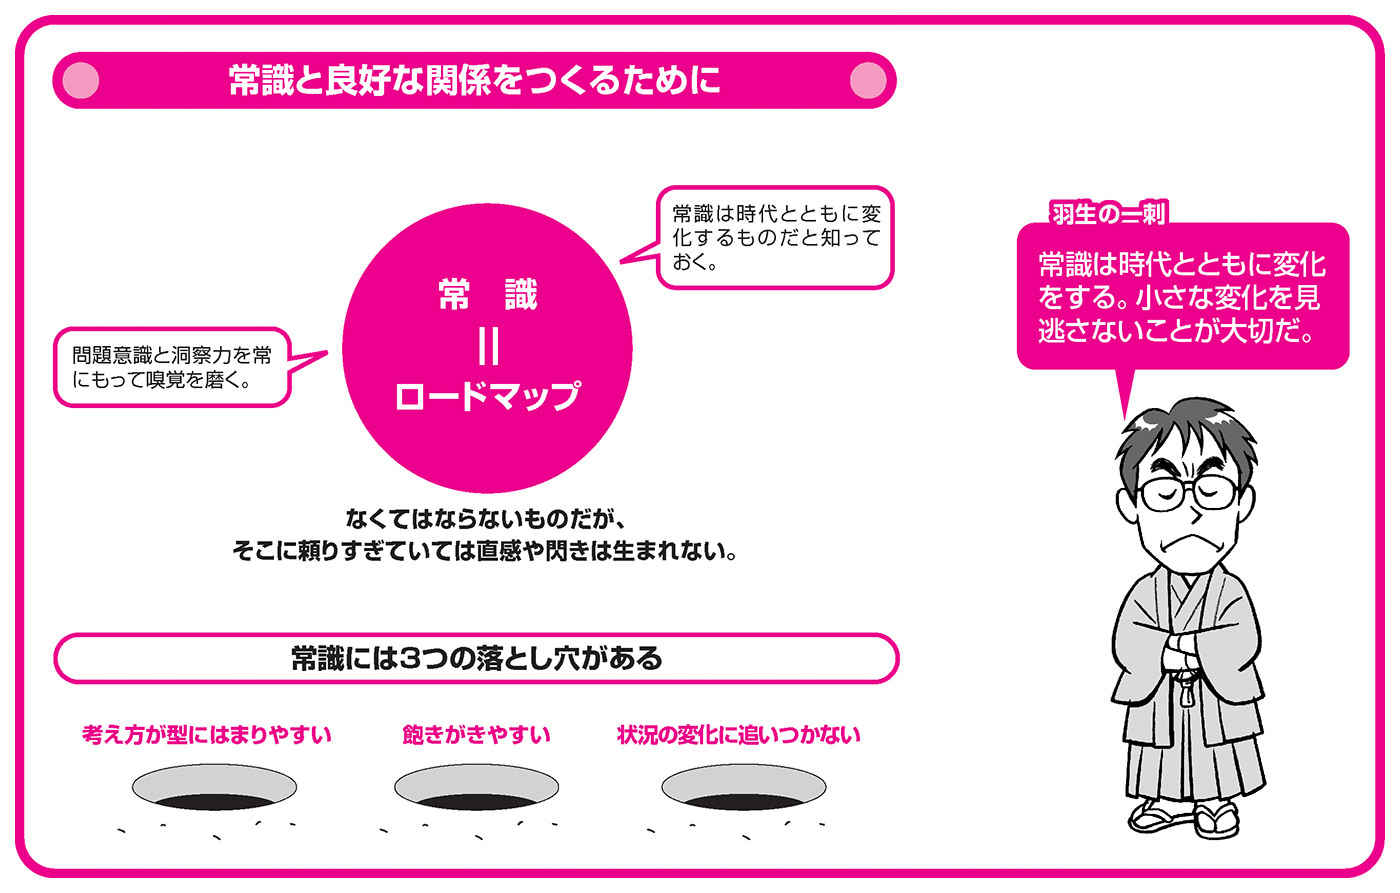 常識と良好な関係をつくるために
常識は時代とともに変
化するものだと知って
おく。
常　識
＝
ロードマップ
問題意識と洞察力を常
にもって嗅覚を磨く。
なくてはならないものだが、
そこに頼りすぎていては直感や閃きは生まれない。
常識には3つの落とし穴がある
考え方が型にはまりやすい
飽きがきやすい
状況の変化に追いつかない
羽生の一刺
常識は時代とともに変化
をする。小さな変化を見
逃さないことが大切だ。